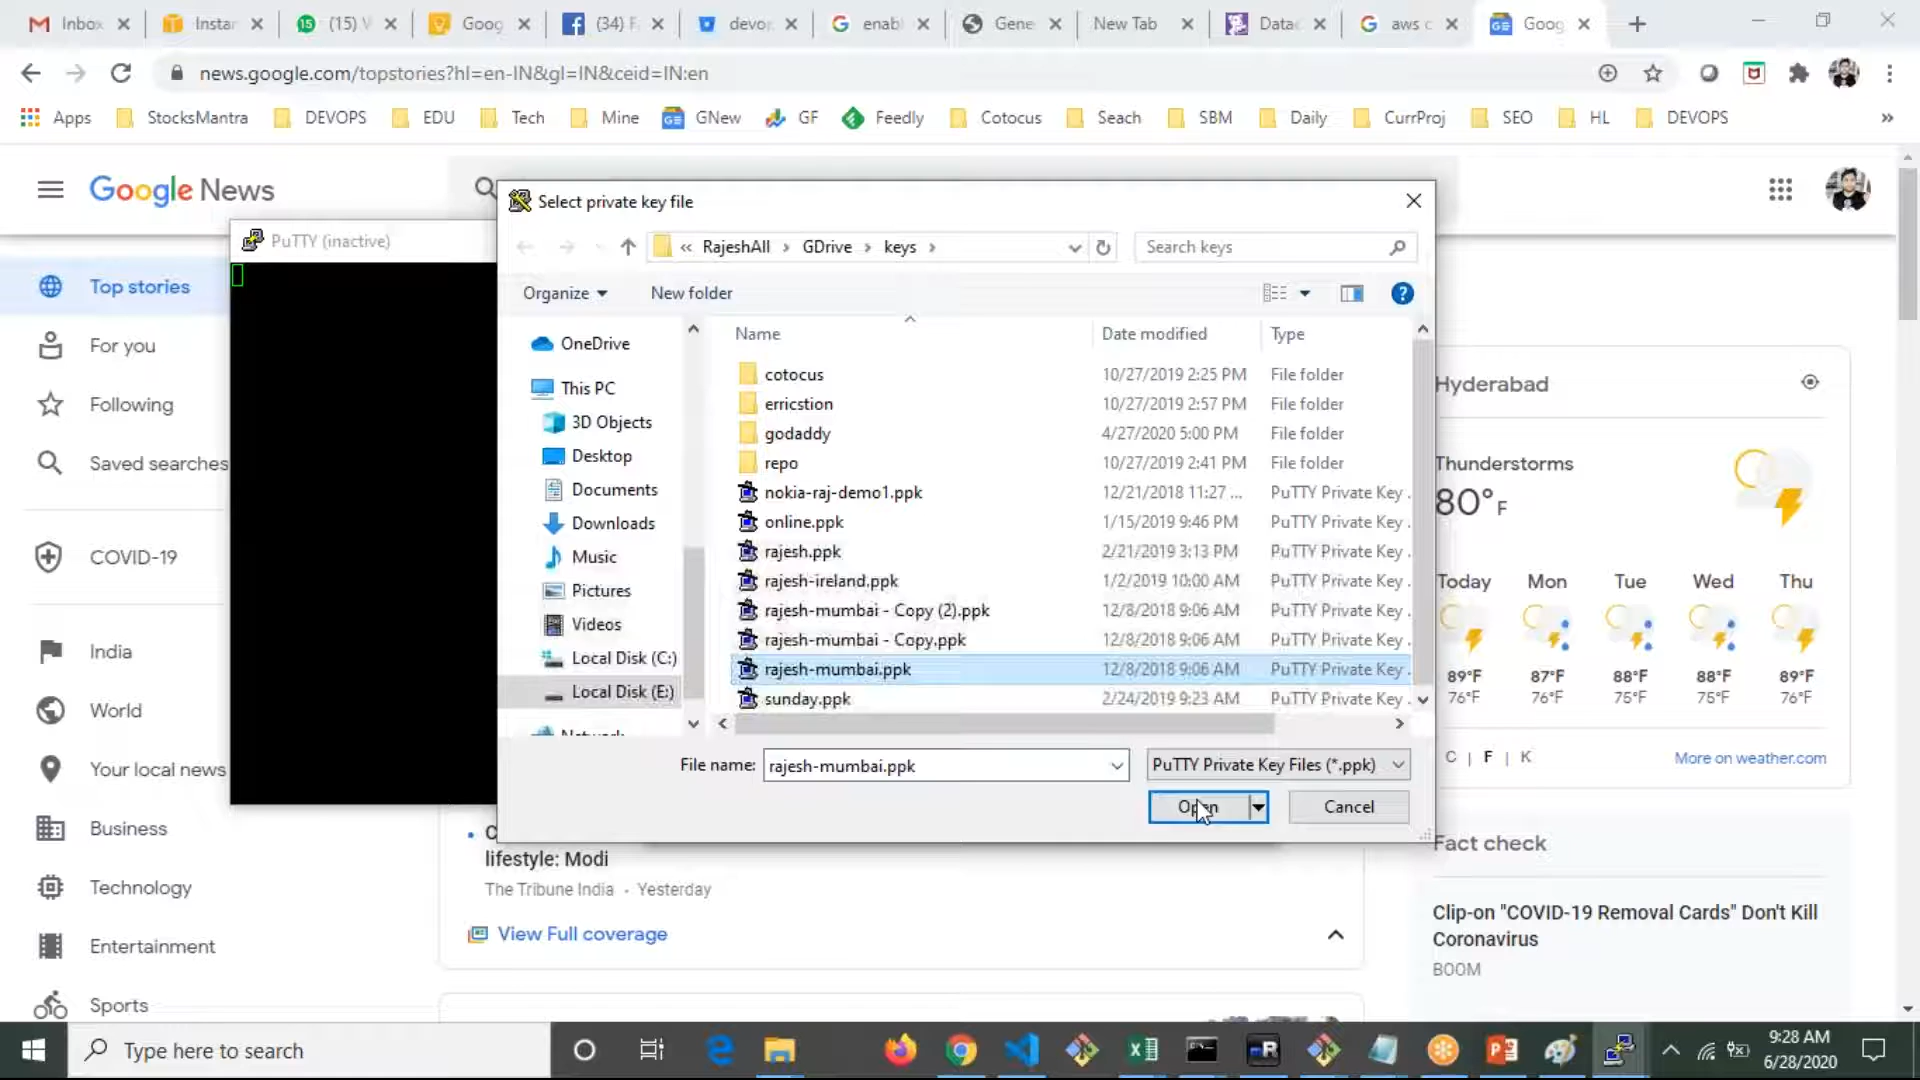 Inbox
Instar
(15) V
Goog
(34) F
devop
enabl
Gene
New Tab
Datac
aws c
Goog
news.google.com/topstories?hl=en-IN&gl=IN&ceid=IN:en
Apps
StocksMantra
DEVOPS
EDU
Tech
Mine
GNew
GF
Feedly
Cotocus
Seach
SBM
Daily
CurrProj
SEO
HL
DEVOPS
»
Google News
Top stories
For you
Following
Saved searches
COVID-19
India
World
Your local news
Business
Technology
Entertainment
Sports
PuTTY (inactive)
Select private key file
« RajeshAll › GDrive › keys ›
Search keys
Organize
New folder
OneDrive
This PC
3D Objects
Desktop
Documents
Downloads
Music
Pictures
Videos
Local Disk (C:)
Local Disk (E:)
Name Date modified Type
cotocus 10/27/2019 2:25 PM File folder
erricstion 10/27/2019 2:57 PM File folder
godaddy 4/27/2020 5:00 PM File folder
repo 10/27/2019 2:41 PM File folder
nokia-raj-demo1.ppk 12/21/2018 11:27 ... PuTTY Private Key .
online.ppk 1/15/2019 9:46 PM PuTTY Private Key .
rajesh.ppk 2/21/2019 3:13 PM PuTTY Private Key .
rajesh-ireland.ppk 1/2/2019 10:00 AM PuTTY Private Key .
rajesh-mumbai - Copy (2).ppk 12/8/2018 9:06 AM PuTTY Private Key .
rajesh-mumbai - Copy.ppk 12/8/2018 9:06 AM PuTTY Private Key .
rajesh-mumbai.ppk 12/8/2018 9:06 AM PuTTY Private Key .
sunday.ppk 2/24/2019 9:23 AM PuTTY Private Key .
File name: rajesh-mumbai.ppk
PuTTY Private Key Files (*.ppk)
Open
Cancel
lifestyle: Modi
The Tribune India · Yesterday
View Full coverage
Hyderabad
Thunderstorms
80°F
Today Mon Tue Wed Thu
89°F 87°F 88°F 88°F 89°F
76°F 76°F 75°F 75°F 76°F
C | F | K
More on weather.com
Fact check
Clip-on "COVID-19 Removal Cards" Don't Kill
Coronavirus
BOOM
Type here to search
9:28 AM
6/28/2020